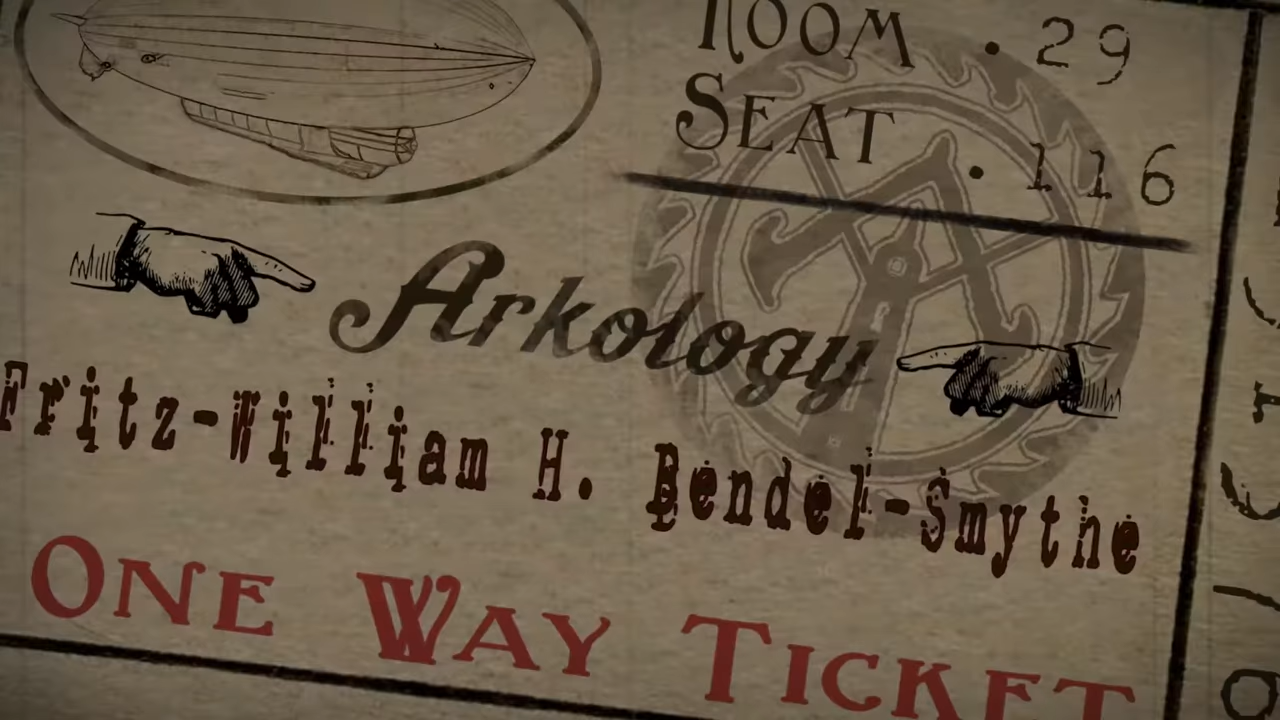 Room . 29
Seat . 116
Arkology
Fritz-William H. Bendel-Smythe
One Way Ticket